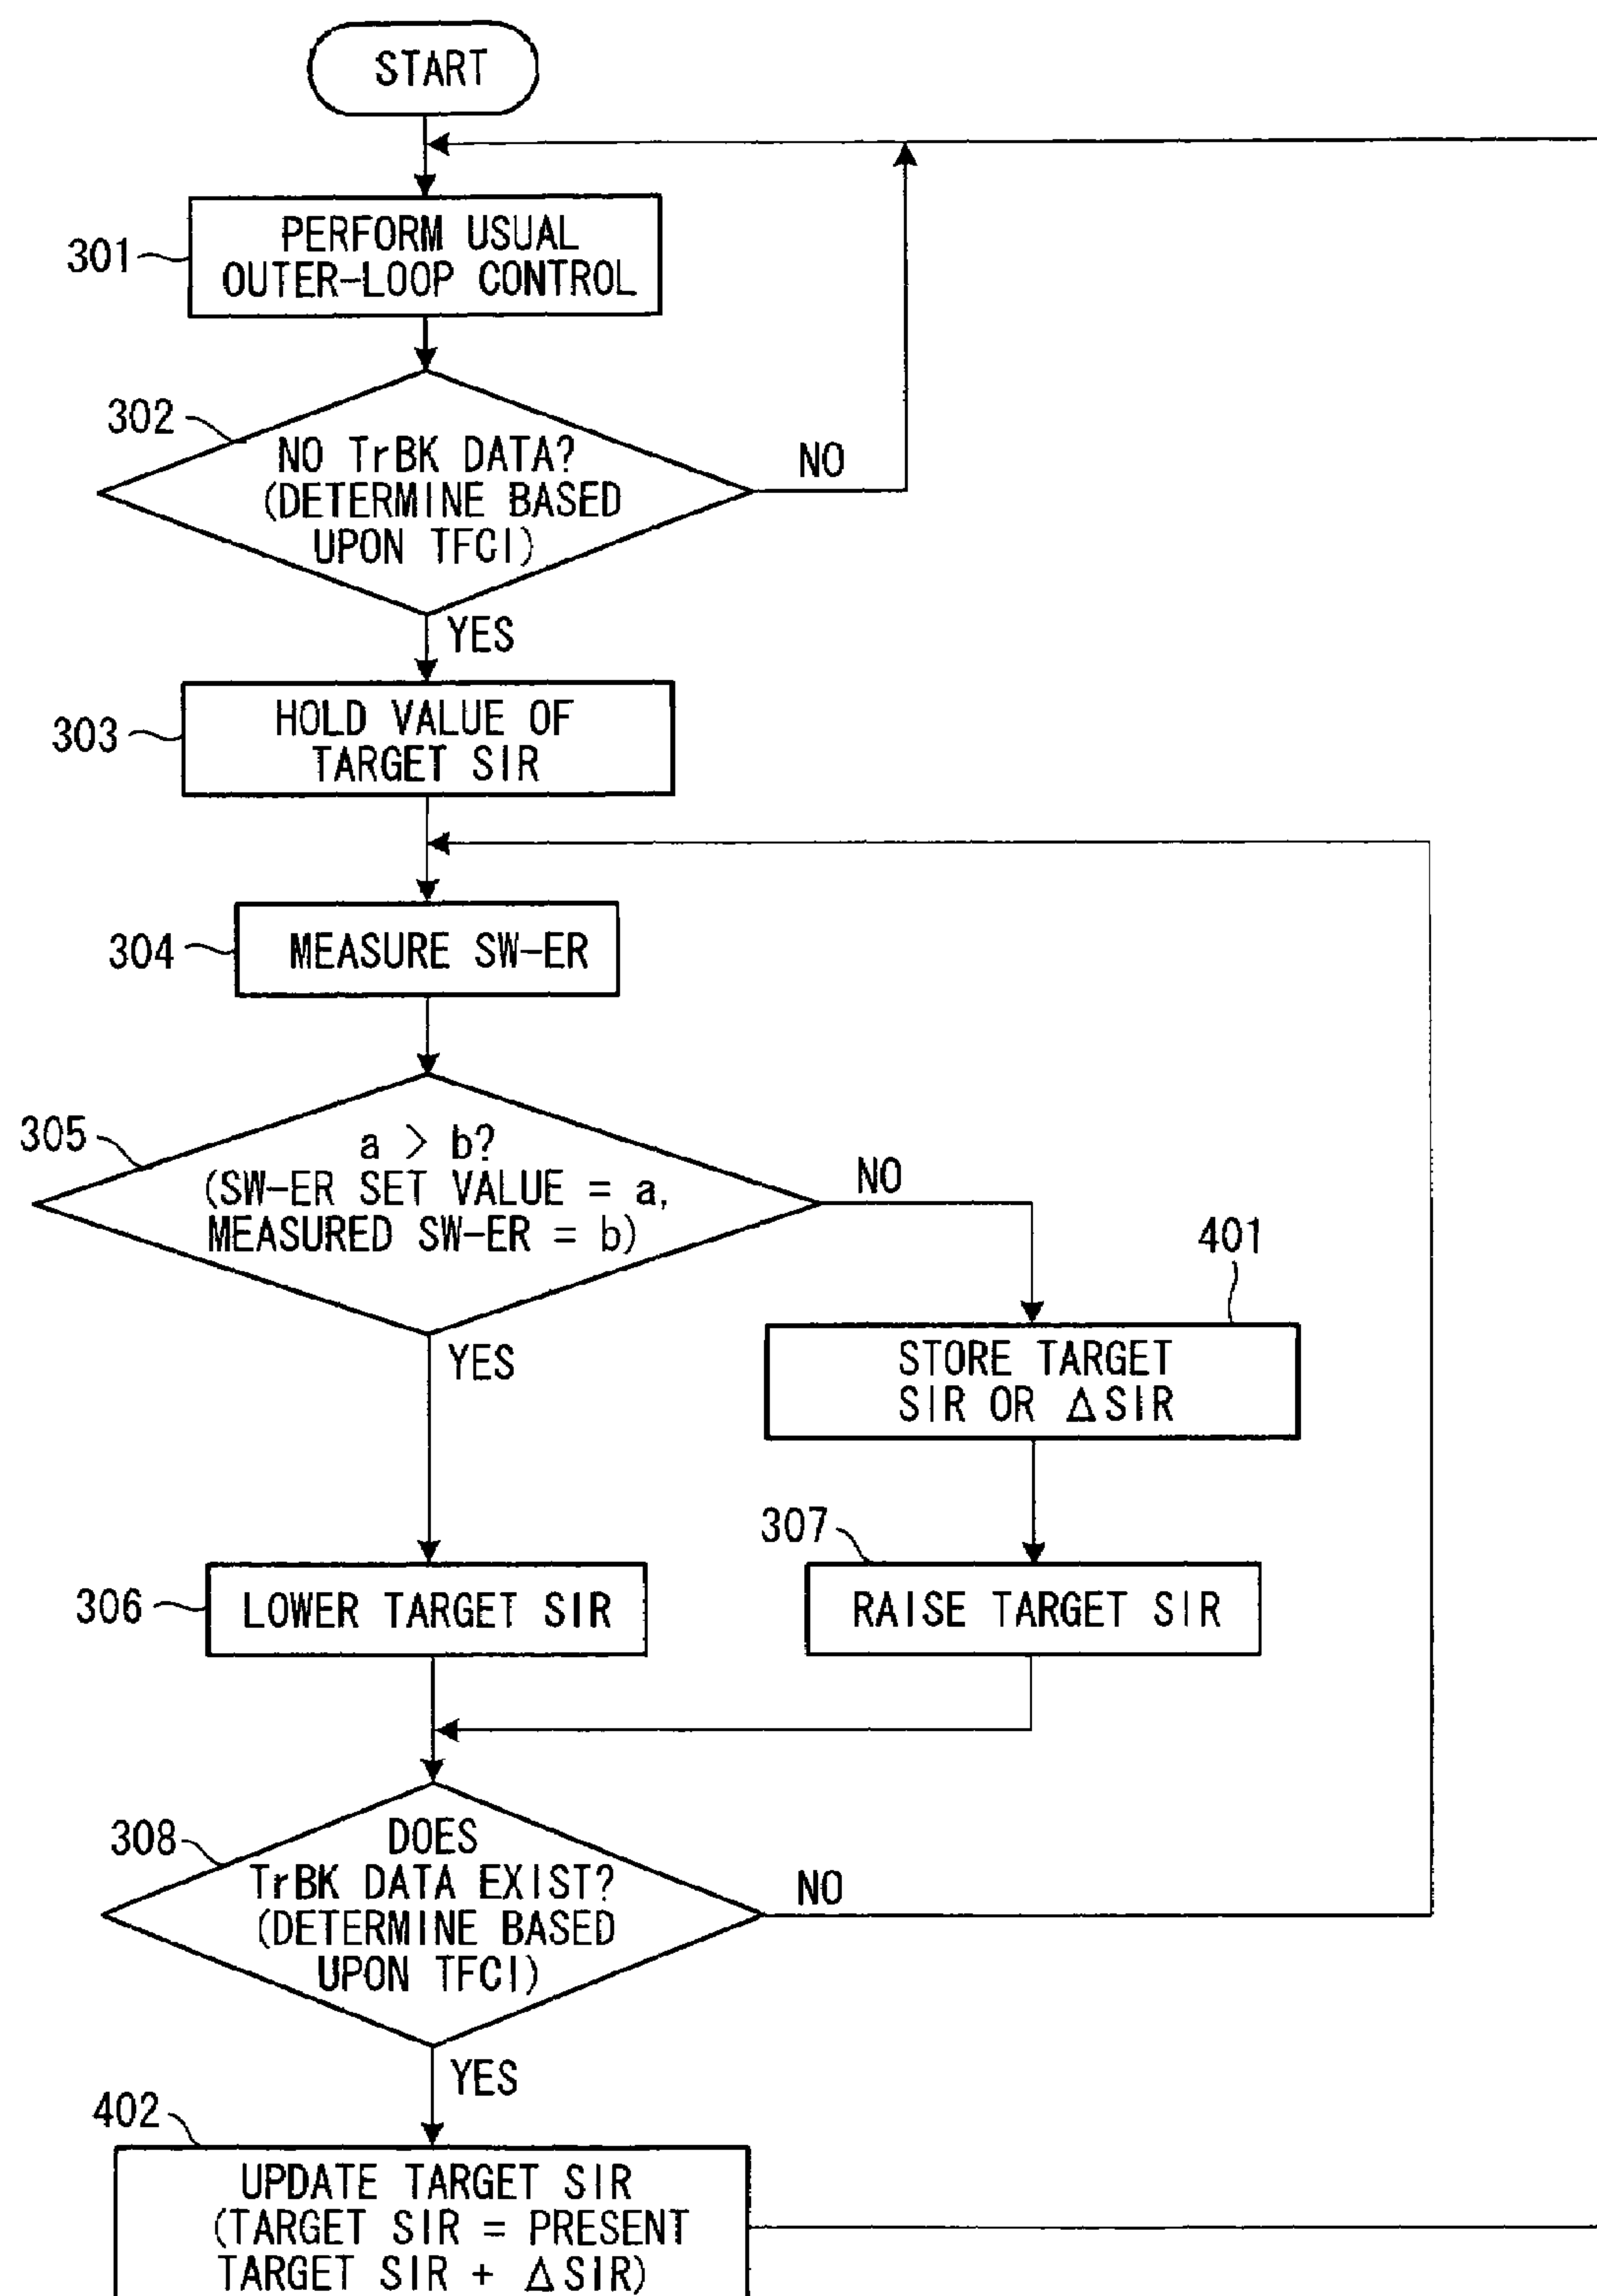 START
301
PERFORM USUAL
OUTER-LOOP CONTROL
302
NO TrBK DATA?
(DETERMINE BASED
UPON TFCI)
NO
YES
303
HOLD VALUE OF
TARGET SIR
304
MEASURE SW-ER
305
a > b?
(SW-ER SET VALUE = a,
MEASURED SW-ER = b)
NO
YES
401
STORE TARGET
SIR OR ΔSIR
306
LOWER TARGET SIR
307
RAISE TARGET SIR
308
DOES
TrBK DATA EXIST?
(DETERMINE BASED
UPON TFCI)
NO
YES
402
UPDATE TARGET SIR
(TARGET SIR = PRESENT
TARGET SIR + ΔSIR)